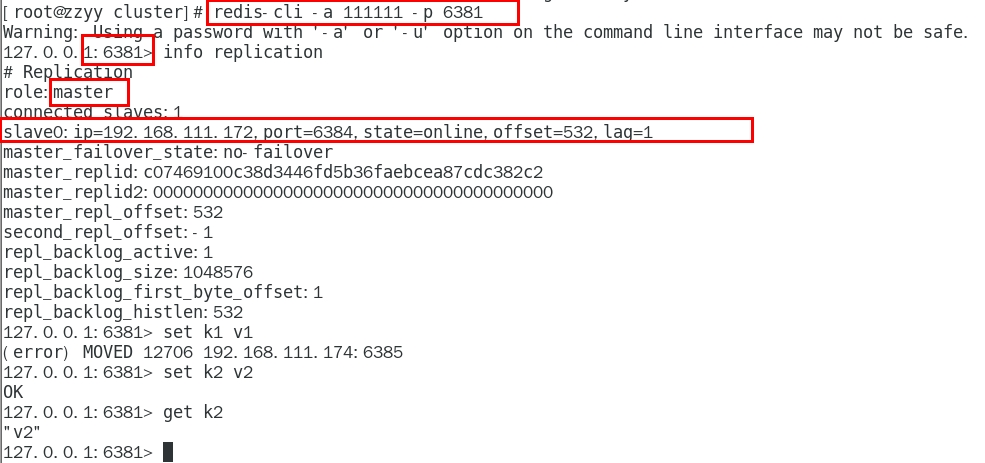 [root@zzyy cluster]# redis-cli -a 111111 -p 6381
Warning: Using a password with '-a' or '-u' option on the command line interface may not be safe.
127.0.0.1:6381> info replication
# Replication
role:master
connected_slaves:1
slave0:ip=192.168.111.172,port=6384,state=online,offset=532,lag=1
master_failover_state:no-failover
master_replid:c07469100c38d3446fd5b36faebcea87cdc382c2
master_replid2:0000000000000000000000000000000000000000
master_repl_offset:532
second_repl_offset:-1
repl_backlog_active:1
repl_backlog_size:1048576
repl_backlog_first_byte_offset:1
repl_backlog_histlen:532
127.0.0.1:6381> set k1 v1
(error) MOVED 12706 192.168.111.174:6385
127.0.0.1:6381> set k2 v2
OK
127.0.0.1:6381> get k2
"v2"
127.0.0.1:6381>